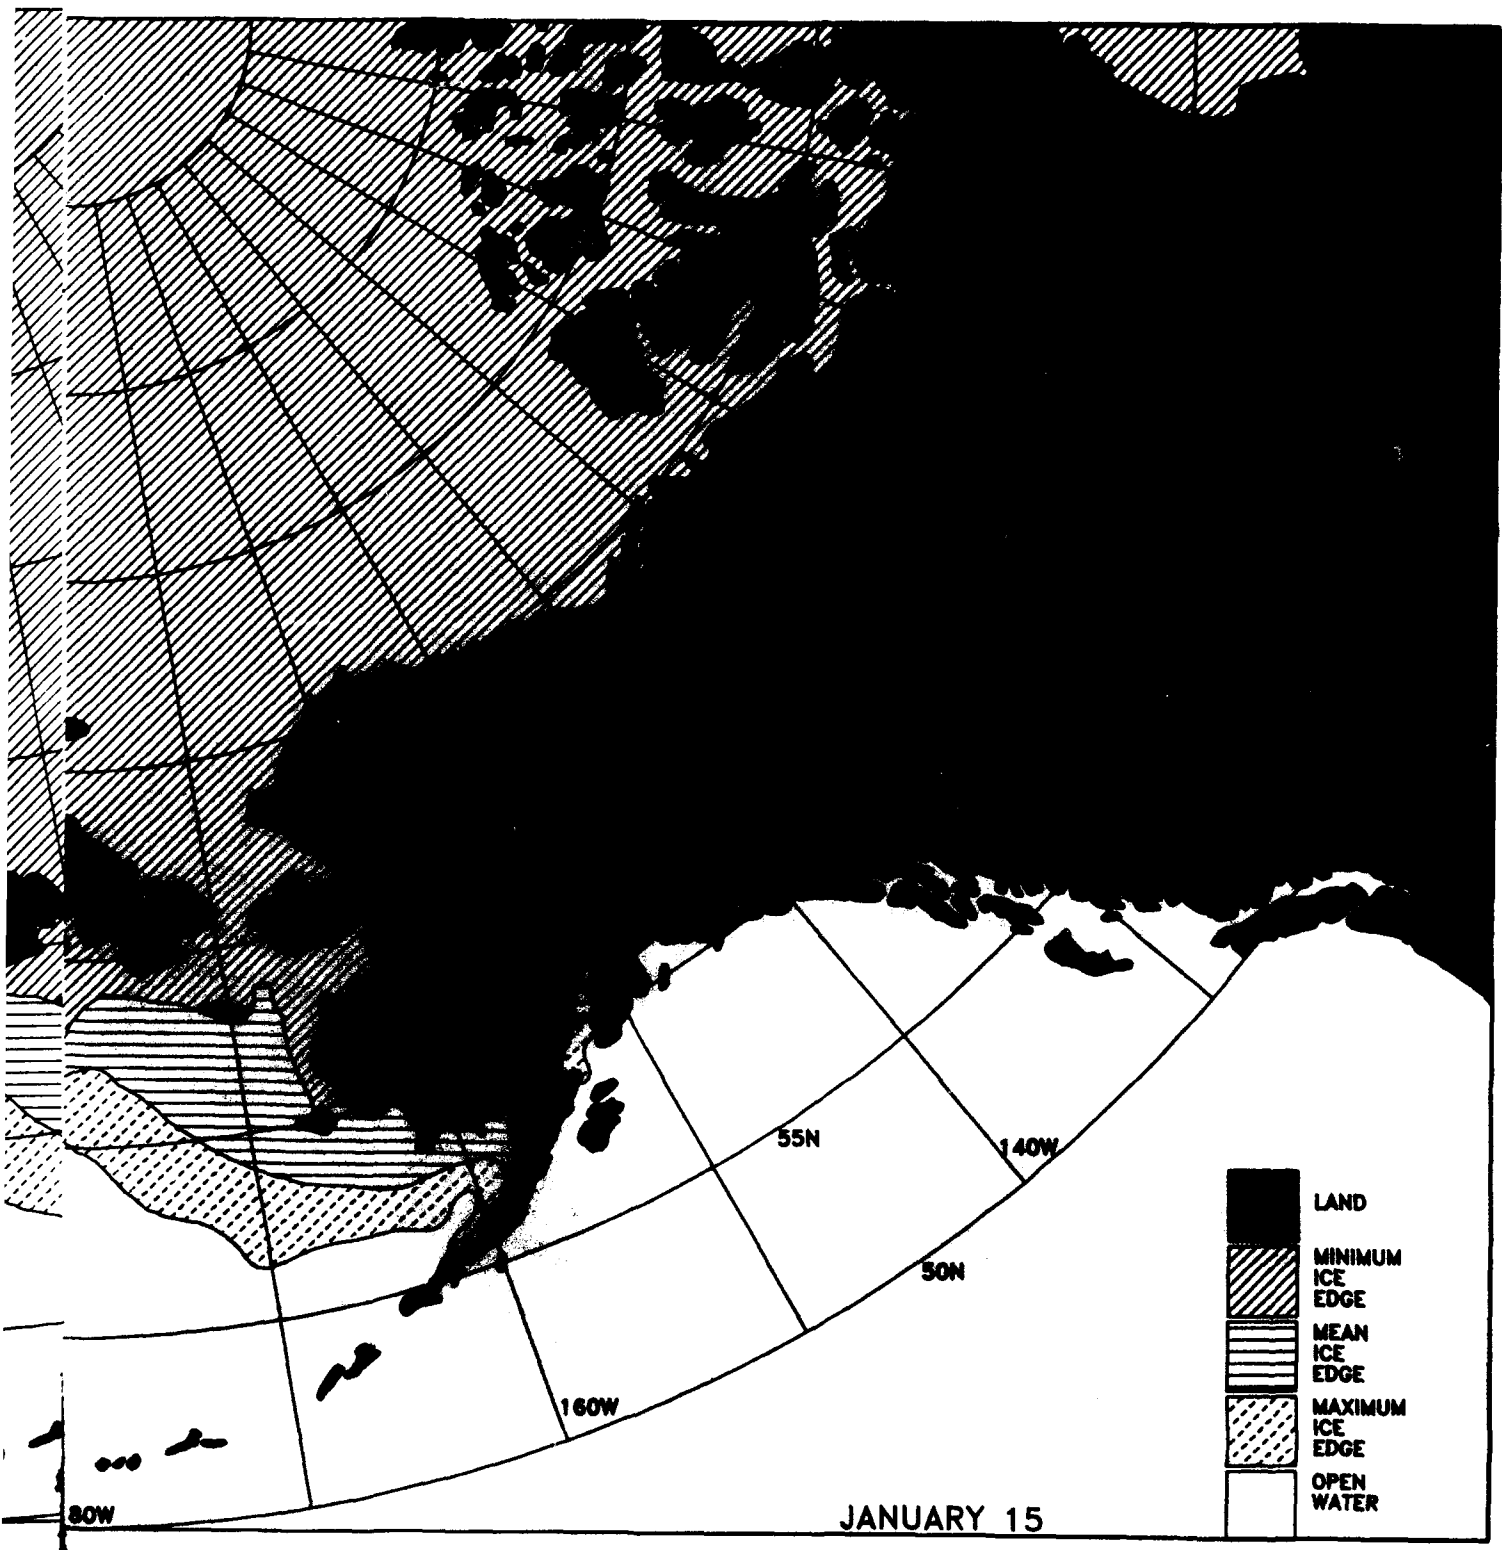 55N
140W
50N
160W
80W
LAND
MINIMUM
ICE
EDGE
MEAN
ICE
EDGE
MAXIMUM
ICE
EDGE
OPEN
WATER
JANUARY 15